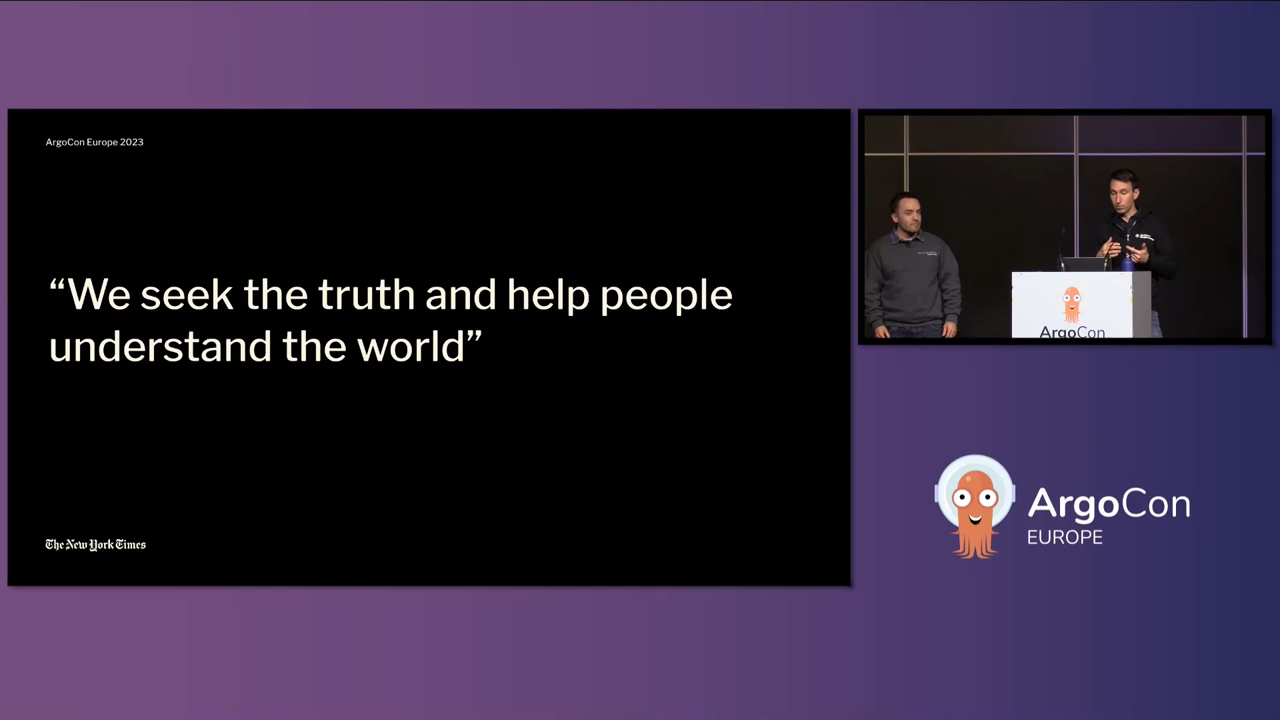 ArgoCon Europe 2023
“We seek the truth and help people
understand the world”
The New York Times
ArgoCon
ArgoCon
EUROPE